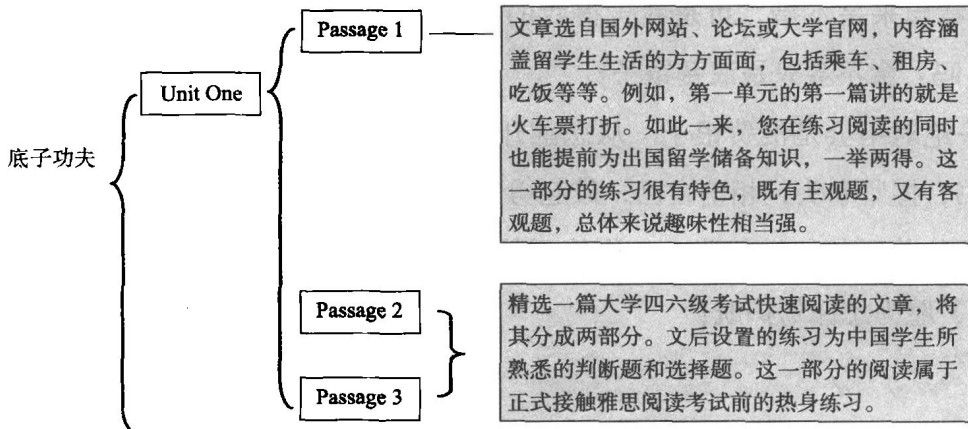 底子功夫
Unit One
Passage 1
文章选自国外网站、论坛或大学官网，内容涵
盖留学生生活的方方面面，包括乘车、租房、
吃饭等等。例如，第一单元的第一篇讲的就是
火车票打折。如此一来，您在练习阅读的同时
也能提前为出国留学储备知识，一举两得。这
一部分的练习很有特色，既有主观题，又有客
观题，总体来说趣味性相当强。
Passage 2
Passage 3
精选一篇大学四六级考试快速阅读的文章，将
其分成两部分。文后设置的练习为中国学生所
熟悉的判断题和选择题。这一部分的阅读属于
正式接触雅思阅读考试前的热身练习。